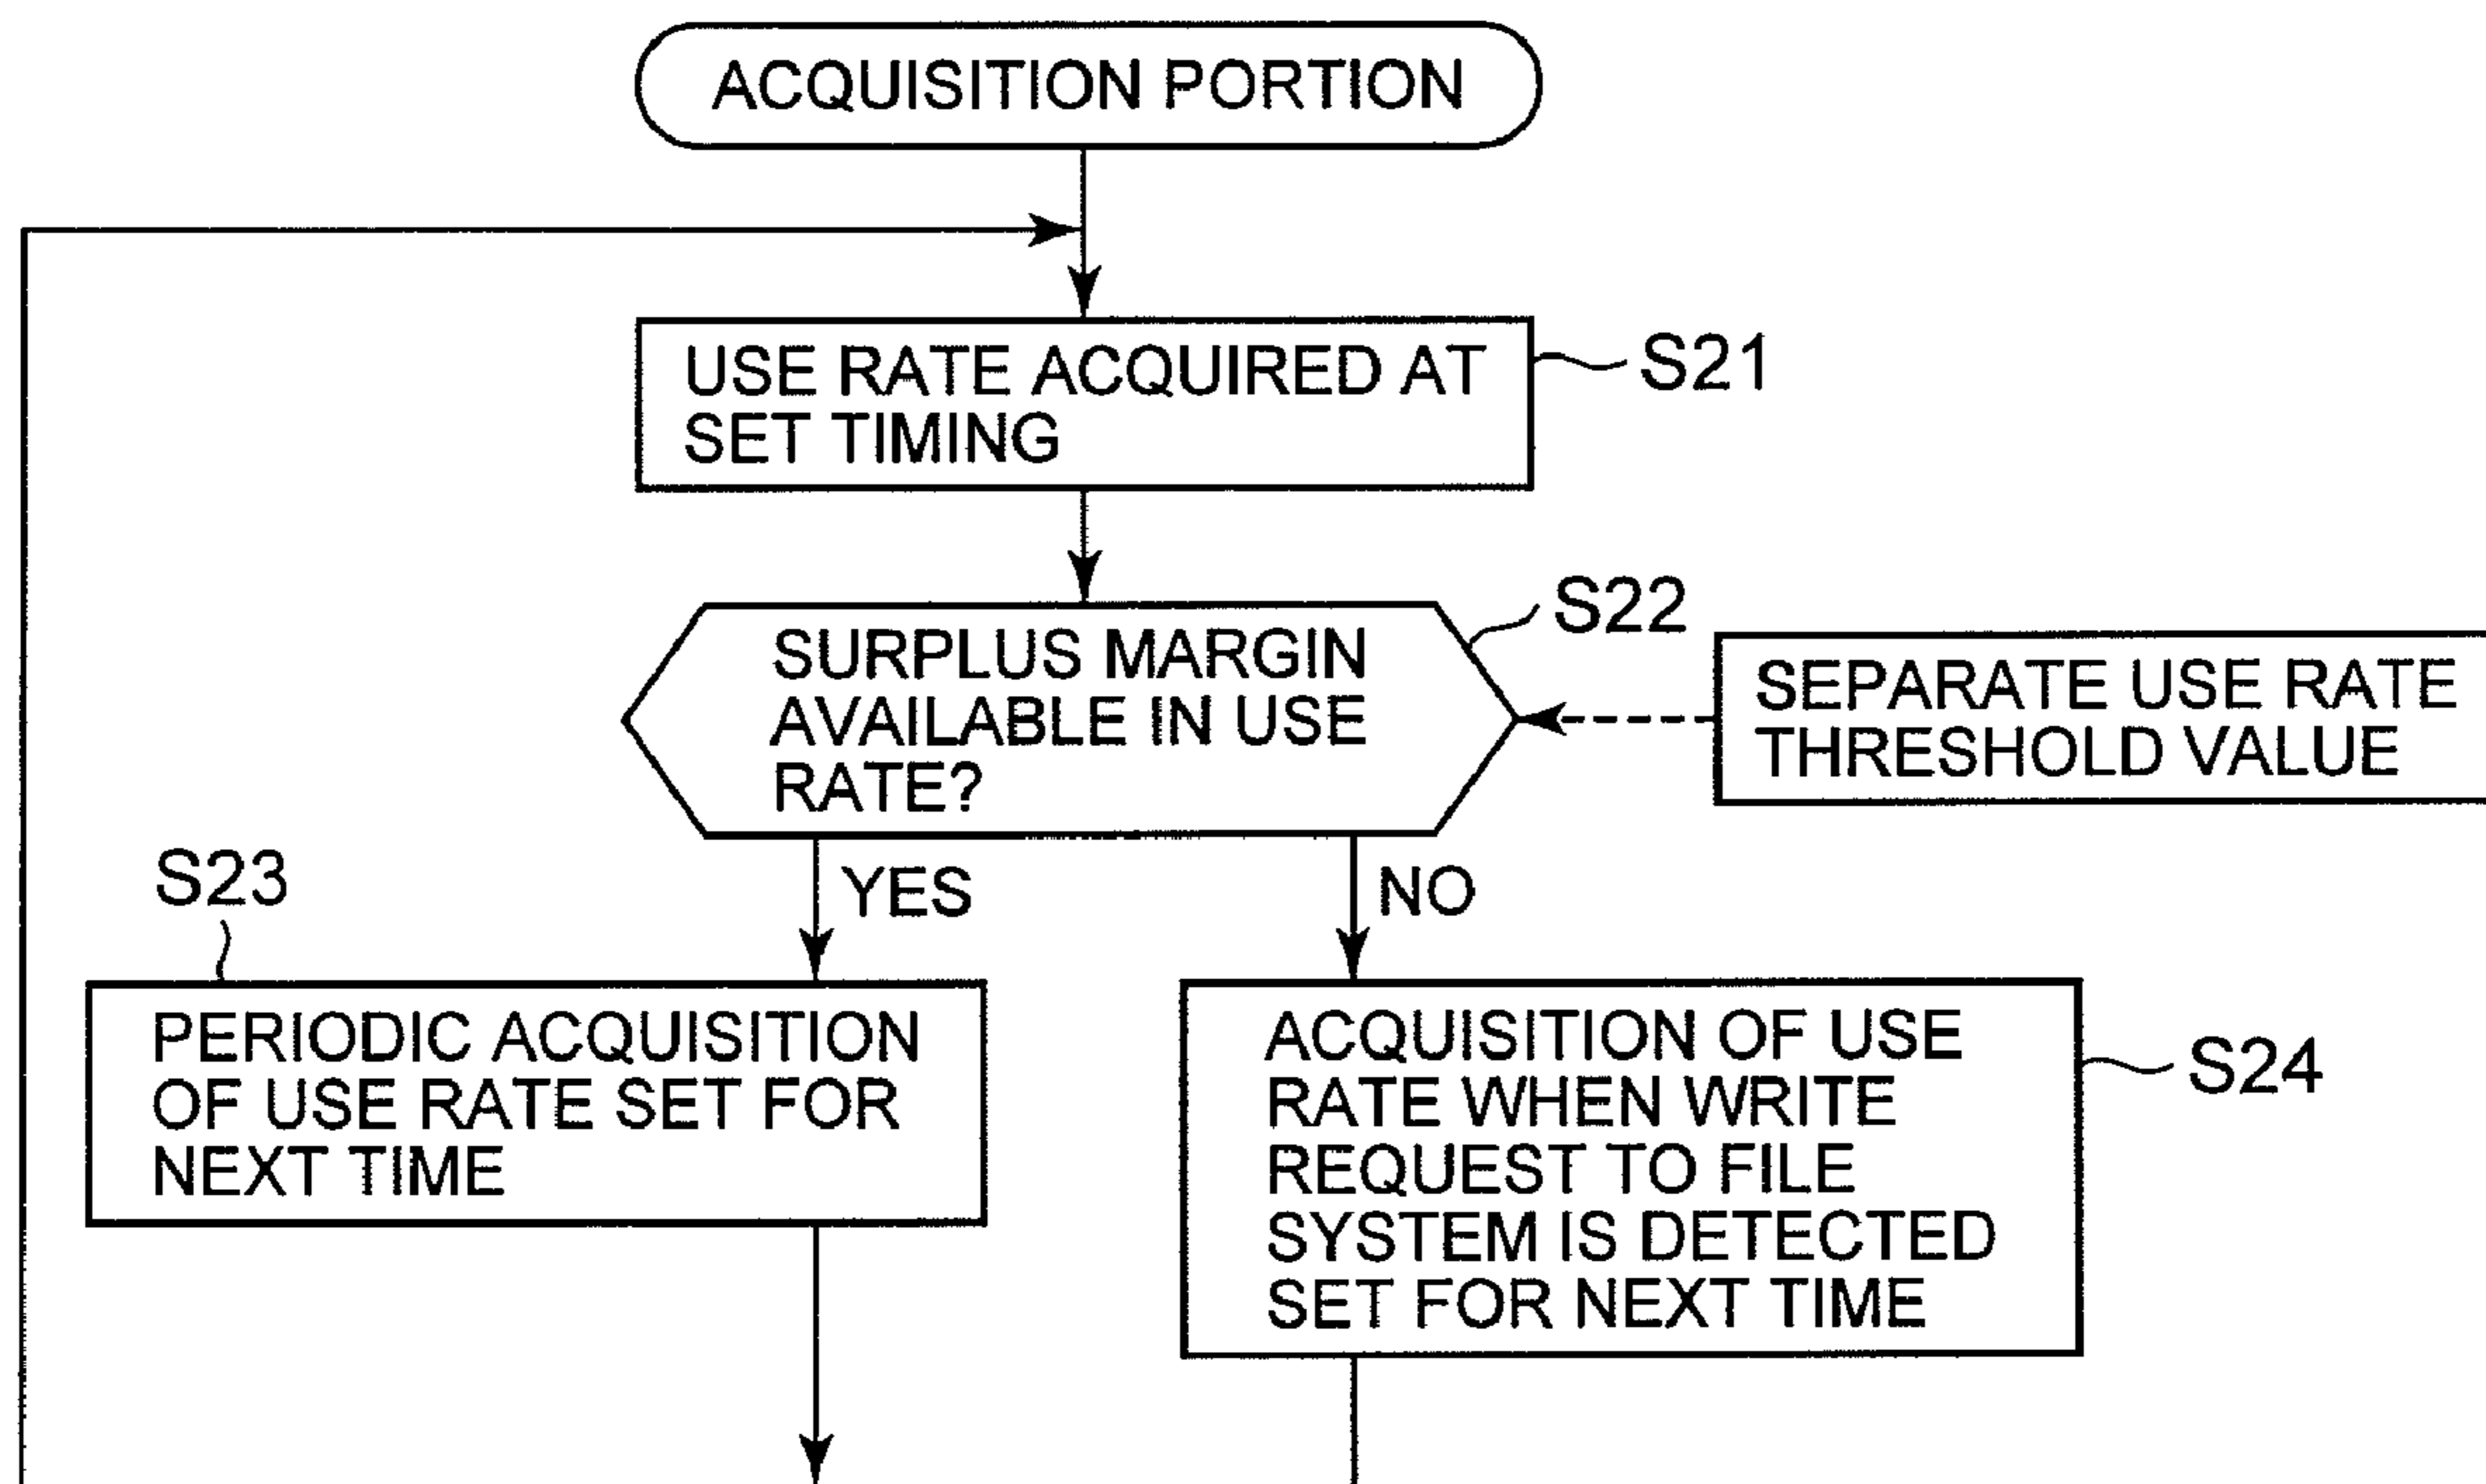 ACQUISITION PORTION
USE RATE ACQUIRED AT
SET TIMING
S21
SURPLUS MARGIN
AVAILABLE IN USE
RATE?
S22
SEPARATE USE RATE
THRESHOLD VALUE
YES
NO
S23
PERIODIC ACQUISITION
OF USE RATE SET FOR
NEXT TIME
ACQUISITION OF USE
RATE WHEN WRITE
REQUEST TO FILE
SYSTEM IS DETECTED
SET FOR NEXT TIME
S24